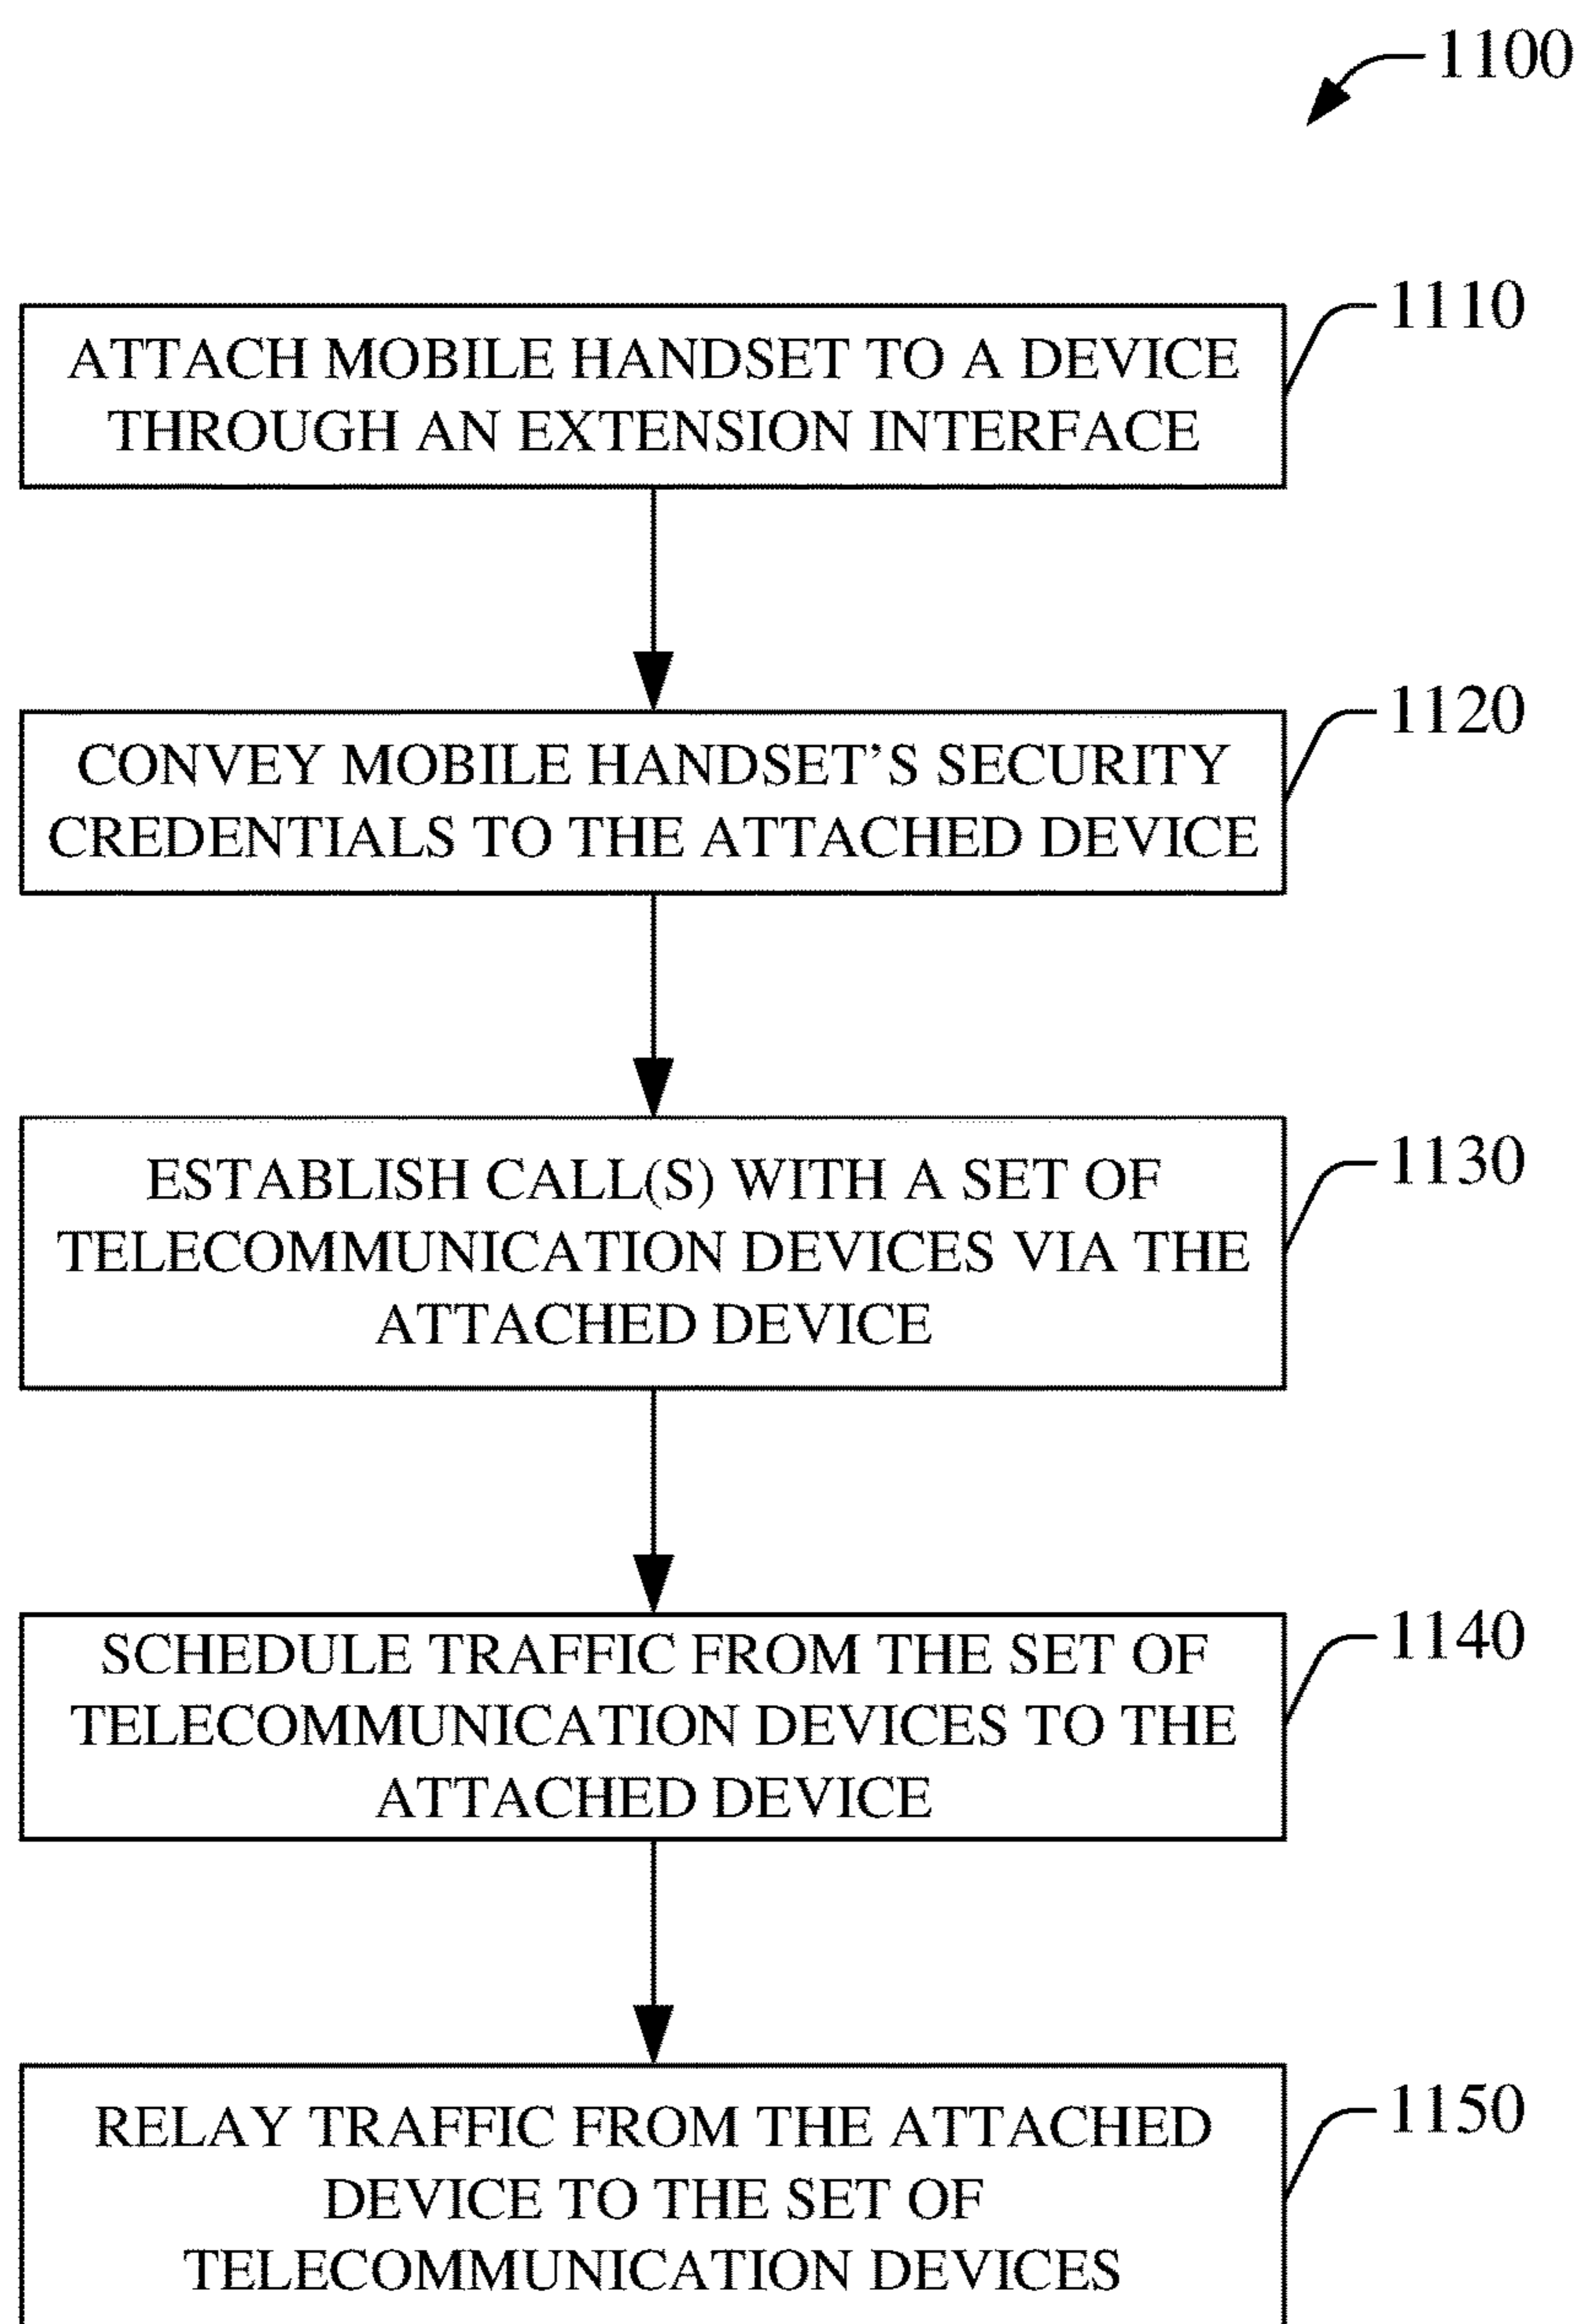 1100
ATTACH MOBILE HANDSET TO A DEVICE
THROUGH AN EXTENSION INTERFACE
1110
CONVEY MOBILE HANDSET’S SECURITY
CREDENTIALS TO THE ATTACHED DEVICE
1120
ESTABLISH CALL(S) WITH A SET OF
TELECOMMUNICATION DEVICES VIA THE
ATTACHED DEVICE
1130
SCHEDULE TRAFFIC FROM THE SET OF
TELECOMMUNICATION DEVICES TO THE
ATTACHED DEVICE
1140
RELAY TRAFFIC FROM THE ATTACHED
DEVICE TO THE SET OF
TELECOMMUNICATION DEVICES
1150